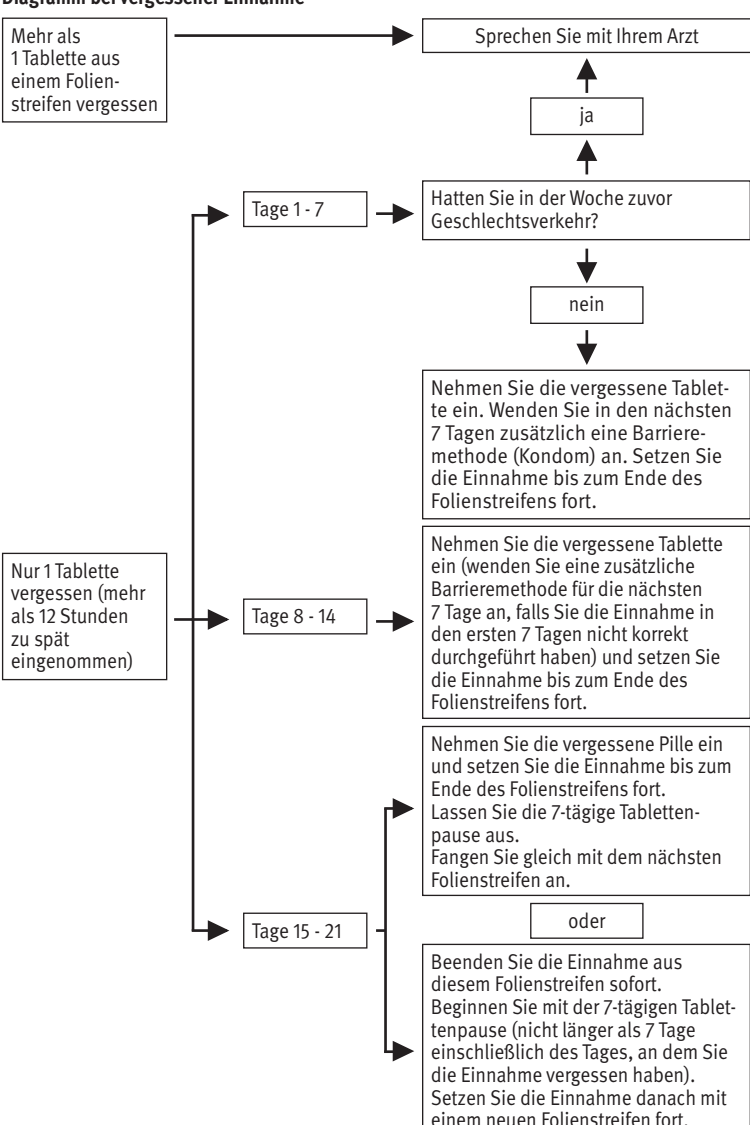 Diagramm bei vergessener Einnahme
Mehr als
1 Tablette aus
einem Folien-
streifen vergessen
Sprechen Sie mit Ihrem Arzt
ja
Tage 1 - 7
Hatten Sie in der Woche zuvor
Geschlechtsverkehr?
nein
Nehmen Sie die vergessene Tablet-
te ein. Wenden Sie in den nächsten
7 Tagen zusätzlich eine Barriere-
methode (Kondom) an. Setzen Sie
die Einnahme bis zum Ende des
Folienstreifens fort.
Nur 1 Tablette
vergessen (mehr
als 12 Stunden
zu spät
eingenommen)
Tage 8 - 14
Nehmen Sie die vergessene Tablette
ein (wenden Sie eine zusätzliche
Barrieremethode für die nächsten
7 Tage an, falls Sie die Einnahme in
den ersten 7 Tagen nicht korrekt
durchgeführt haben) und setzen Sie
die Einnahme bis zum Ende des
Folienstreifens fort.
Tage 15 - 21
Nehmen Sie die vergessene Pille ein
und setzen Sie die Einnahme bis zum
Ende des Folienstreifens fort.
Lassen Sie die 7-tägige Tabletten-
pause aus.
Fangen Sie gleich mit dem nächsten
Folienstreifen an.
oder
Beenden Sie die Einnahme aus
diesem Folienstreifen sofort.
Beginnen Sie mit der 7-tägigen Tablet-
tenpause (nicht länger als 7 Tage
einschließlich des Tages, an dem Sie
die Einnahme vergessen haben).
Setzen Sie die Einnahme danach mit
einem neuen Folienstreifen fort.